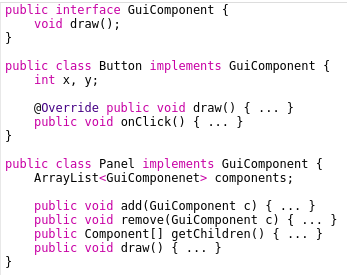 public interface GuiComponent {
void draw();
}
public class Button implements GuiComponent {
int x, y;
@Override public void draw() { ... }
public void onClick() { ... }
}
public class Panel implements GuiComponent {
ArrayList<GuiComponenet> components;
public void add(GuiComponent c) { ... }
public void remove(GuiComponent c) { ... }
public Component[] getChildren() { ... }
public void draw() { ... }
}